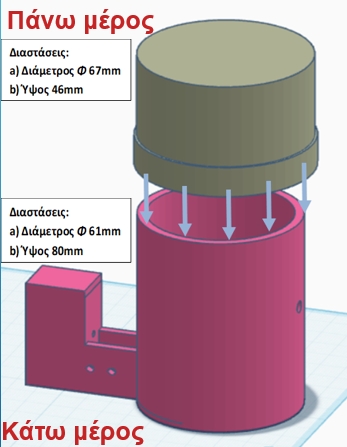 Πάνω μέρος
Διαστάσεις:
a) Διάμετρος Φ 67mm
b) Ύψος 46mm
Διαστάσεις:
a) Διάμετρος Φ 61mm
b) Ύψος 80mm
Κάτω μέρος